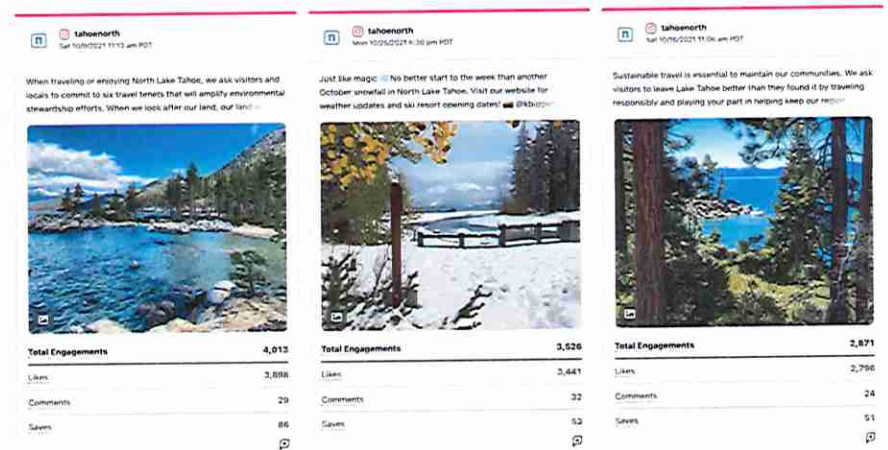 tahoenorth
Sat 10/9/2021 11:13 am PDT
When traveling or enjoying North Lake Tahoe, we ask visitors and
locals to commit to six travel tenets that will amplify environmental
stewardship efforts. When we look after our land, our land
Total Engagements 4,013
Likes 3,898
Comments 29
Saves 86
tahoenorth
Mon 10/25/2021 6:30 pm PDT
Just like magic No better start to the week than another
October snowfall in North Lake Tahoe. Visit our website for
weather updates and ski resort opening dates!
Total Engagements 3,526
Likes 3,441
Comments 32
Saves 53
tahoenorth
Sat 10/16/2021 11:06 am PDT
Sustainable travel is essential to maintain our communities. We ask
visitors to leave Lake Tahoe better than they found it by traveling
responsibly and playing your part in helping keep our
Total Engagements 2,871
Likes 2,796
Comments 24
Saves 51